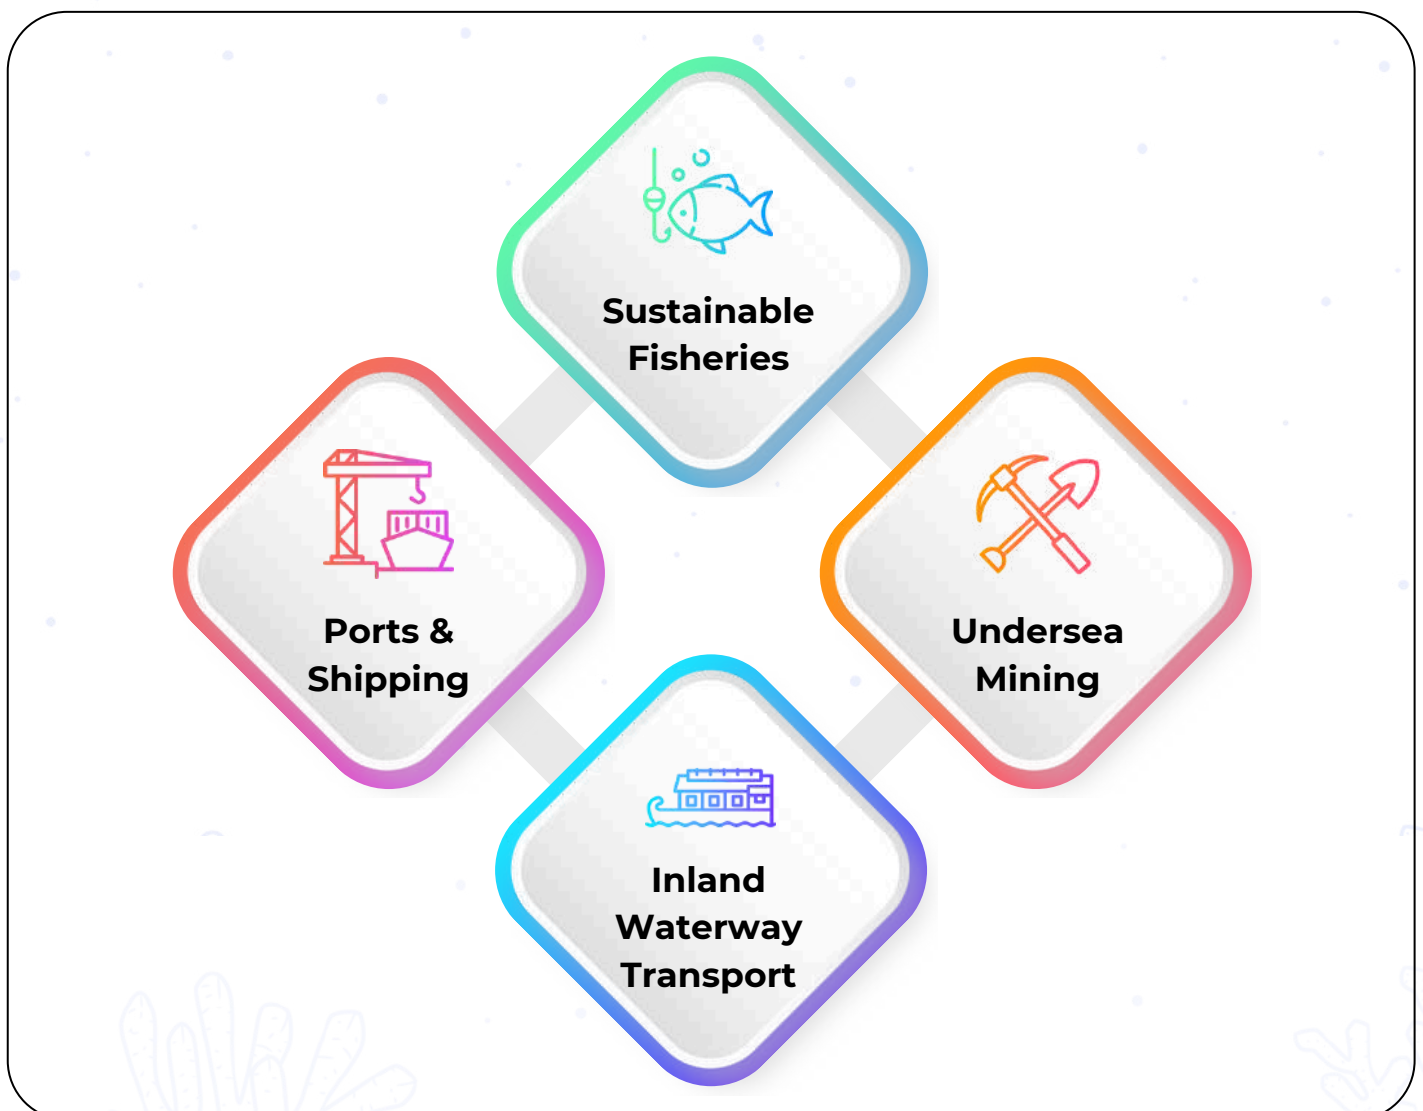 Sustainable
Fisheries
Ports &
Shipping
Undersea
Mining
Inland
Waterway
Transport